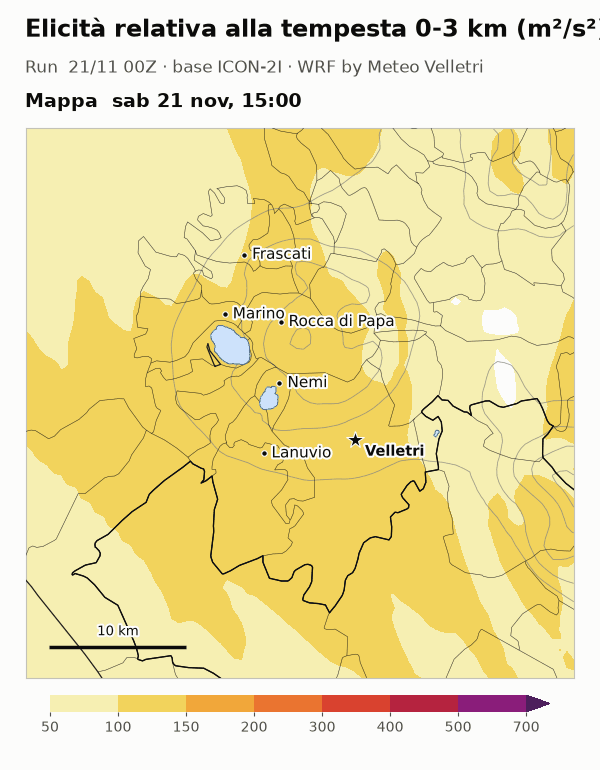 Elicità relativa alla tempesta 0-3 km (m²/s²)
Run  21/11 00Z · base ICON-2I · WRF by Meteo Velletri
Mappa  sab 21 nov, 15:00
Frascati
Marino
Rocca di Papa
Nemi
Velletri
Lanuvio
10 km
50 100 150 200 300 400 500 700